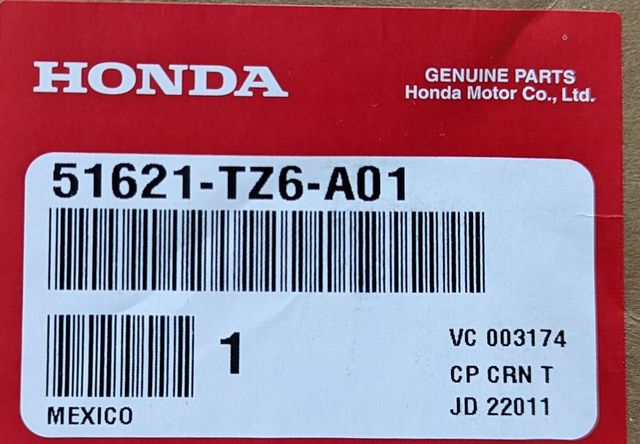 HONDA
GENUINE PARTS
Honda Motor Co., Ltd.
51621-TZ6-A01
1
VC 003174
CP CRN T
JD 22011
MEXICO